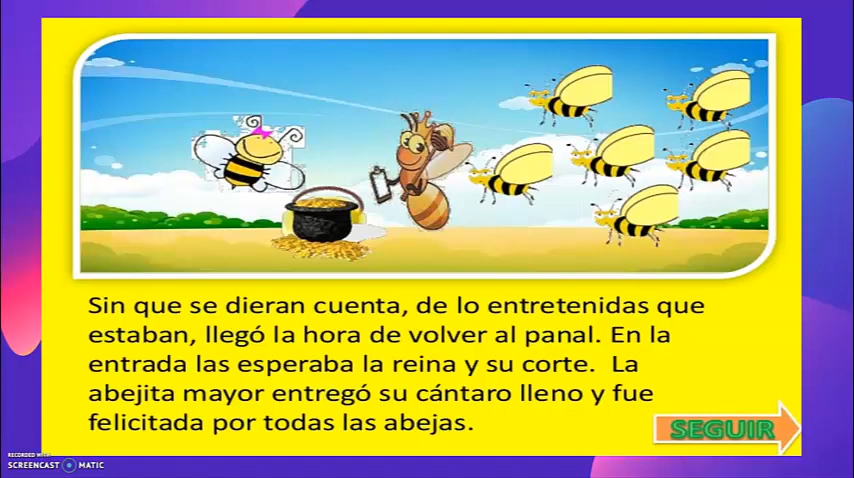 Sin que se dieran cuenta, de lo entretenidas que
estaban, llegó la hora de volver al panal. En la
entrada las esperaba la reina y su corte.  La
abejita mayor entregó su cántaro lleno y fue
felicitada por todas las abejas.
SEGUIR
RECORDED WITH
SCREENCAST MATIC